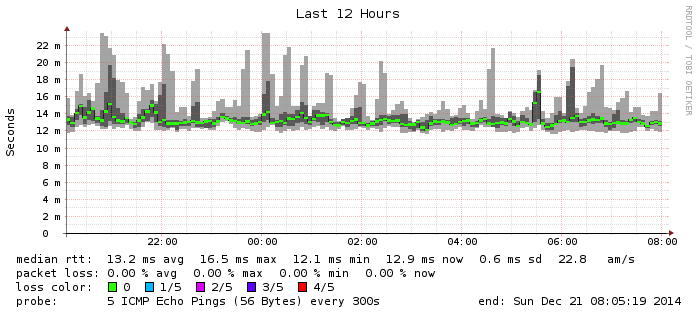 Last 12 Hours
RRDTOOL / TOBI OETIKER
Seconds
22 m
20 m
18 m
16 m
14 m
12 m
10 m
8 m
6 m
4 m
2 m
0
22:00 00:00 02:00 04:00 06:00 08:00
median rtt: 13.2 ms avg 16.5 ms max 12.1 ms min 12.9 ms now 0.6 ms sd 22.8 am/s
packet loss: 0.00 % avg 0.00 % max 0.00 % min 0.00 % now
loss color: 0 1/5 2/5 3/5 4/5
probe: 5 ICMP Echo Pings (56 Bytes) every 300s end: Sun Dec 21 08:05:19 2014